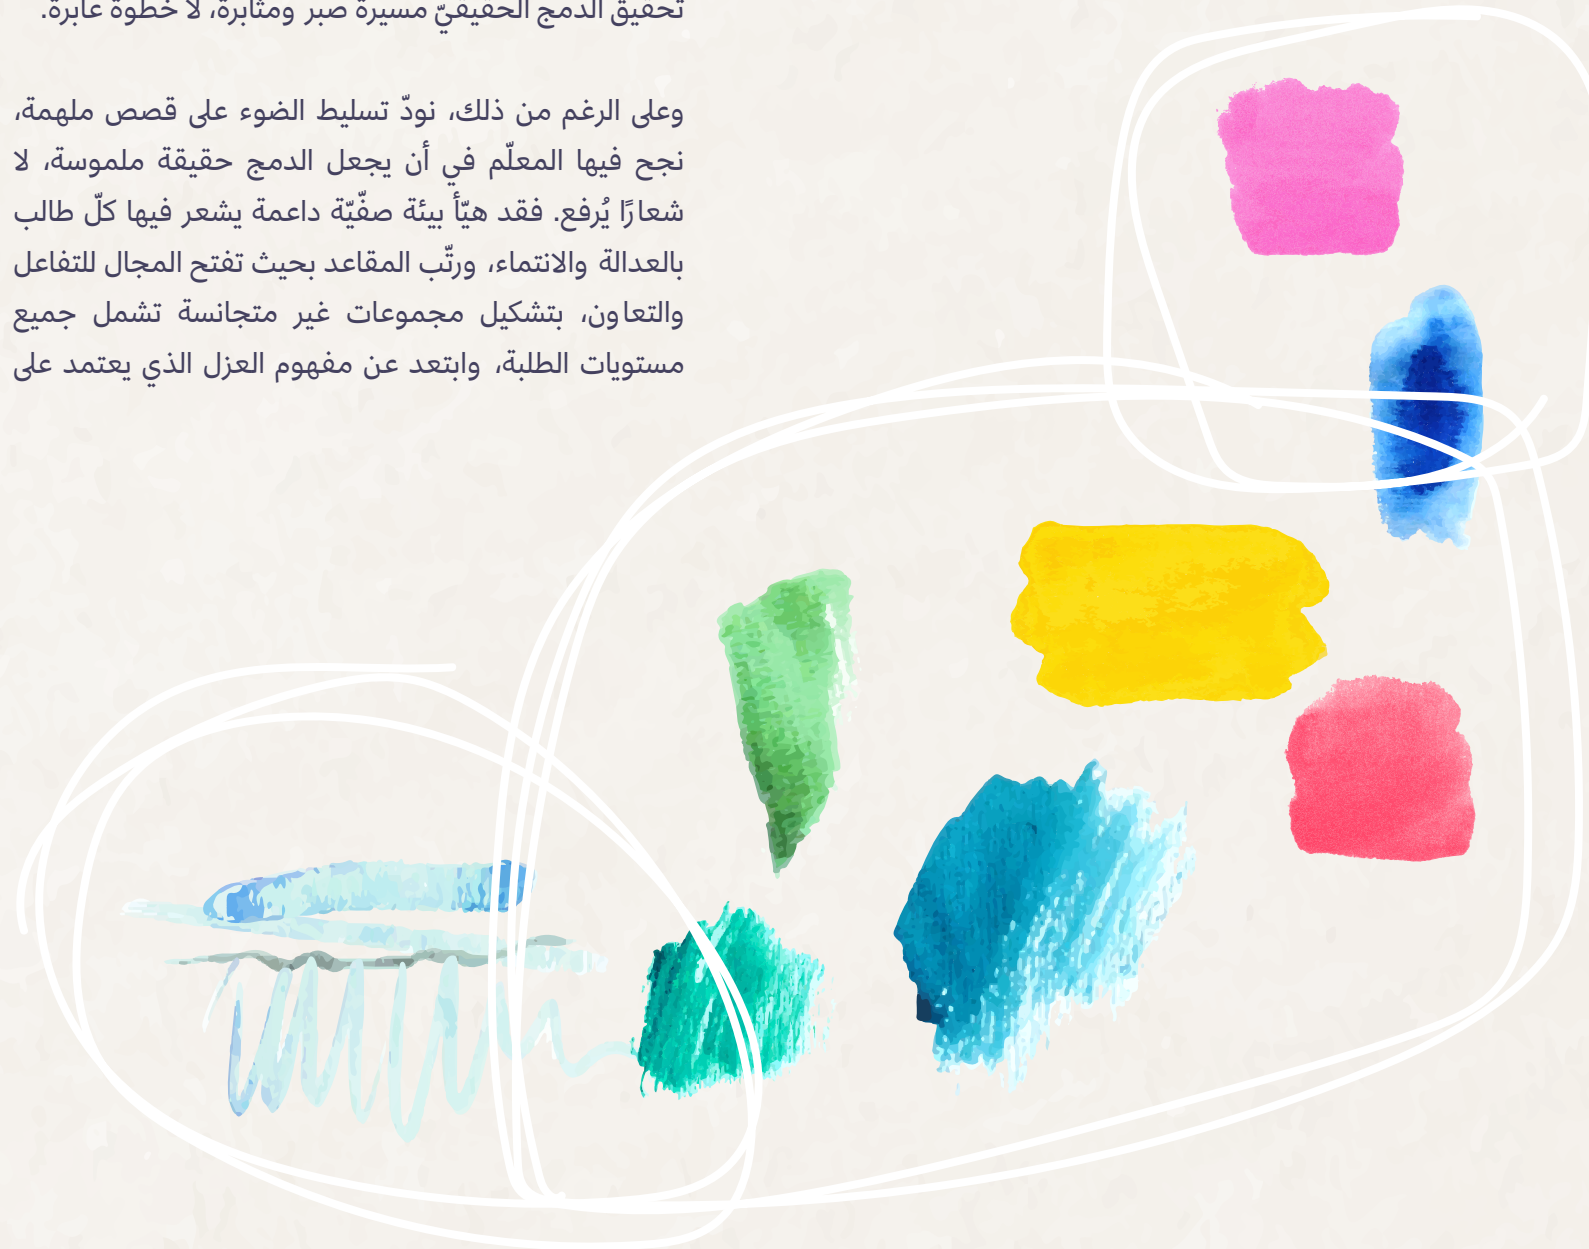 تحقيق الدمج الحقيقيّ مسيرة صبر ومثابرة، لا خطوة عابرة.
وعلى الرغم من ذلك، نودّ تسليط الضوء على قصص ملهمة،
نجح فيها المعلّم في أن يجعل الدمج حقيقة ملموسة، لا
شعارًا يُرفع. فقد هيّأ بيئة صفّيّة داعمة يشعر فيها كلّ طالب
بالعدالة والانتماء، ورتّب المقاعد بحيث تفتح المجال للتفاعل
والتعاون، بتشكيل مجموعات غير متجانسة تشمل جميع
مستويات الطلبة، وابتعد عن مفهوم العزل الذي يعتمد على